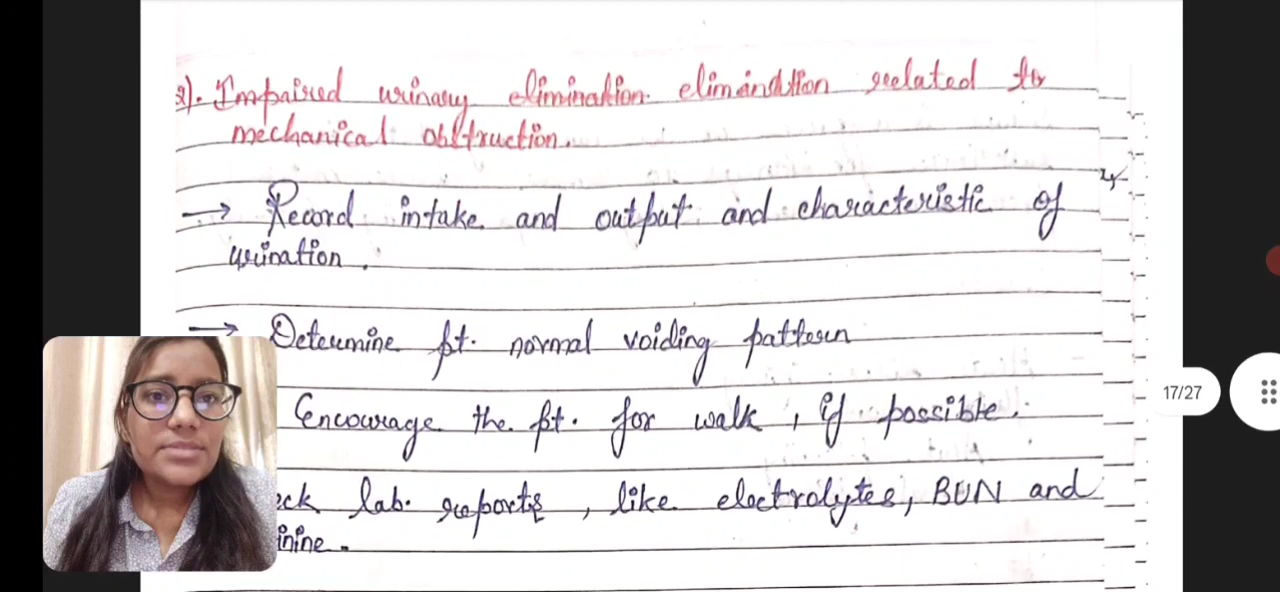 2). Impaired urinary elimination elimination related to
mechanical obstruction.
→ Record intake and output and characteristic of
urination.
→ Determine pt. normal voiding pattern
Encourage the pt. for walk, if possible.
eck lab. reports, like electrolytes, BUN and
inine.
17/27